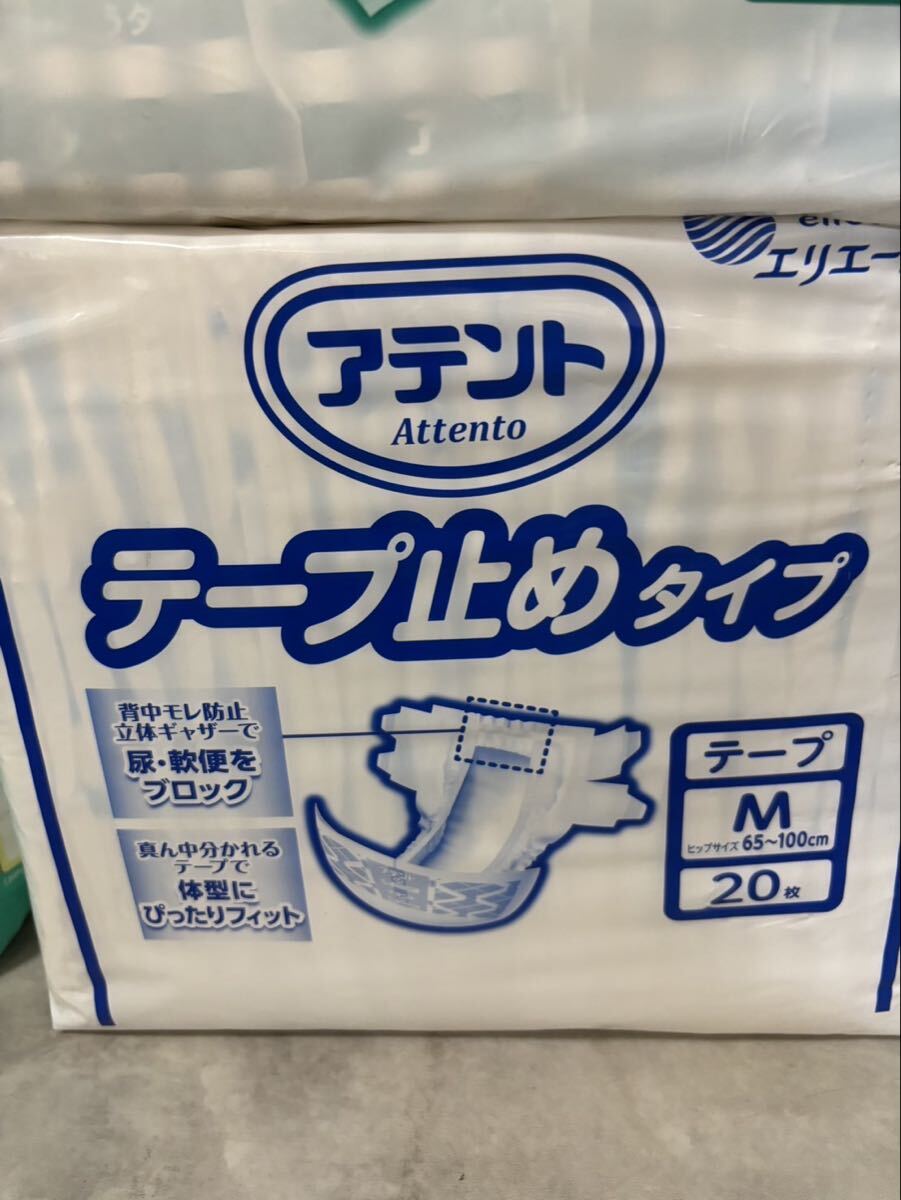 エリエー
アテント
Attento
テープ止めタイプ
背中モレ防止
立体ギャザーで
尿・軟便を
ブロック
真ん中分かれる
テープで
体型に
ぴったりフィット
テープ
M
ヒップサイズ 65~100cm
20枚